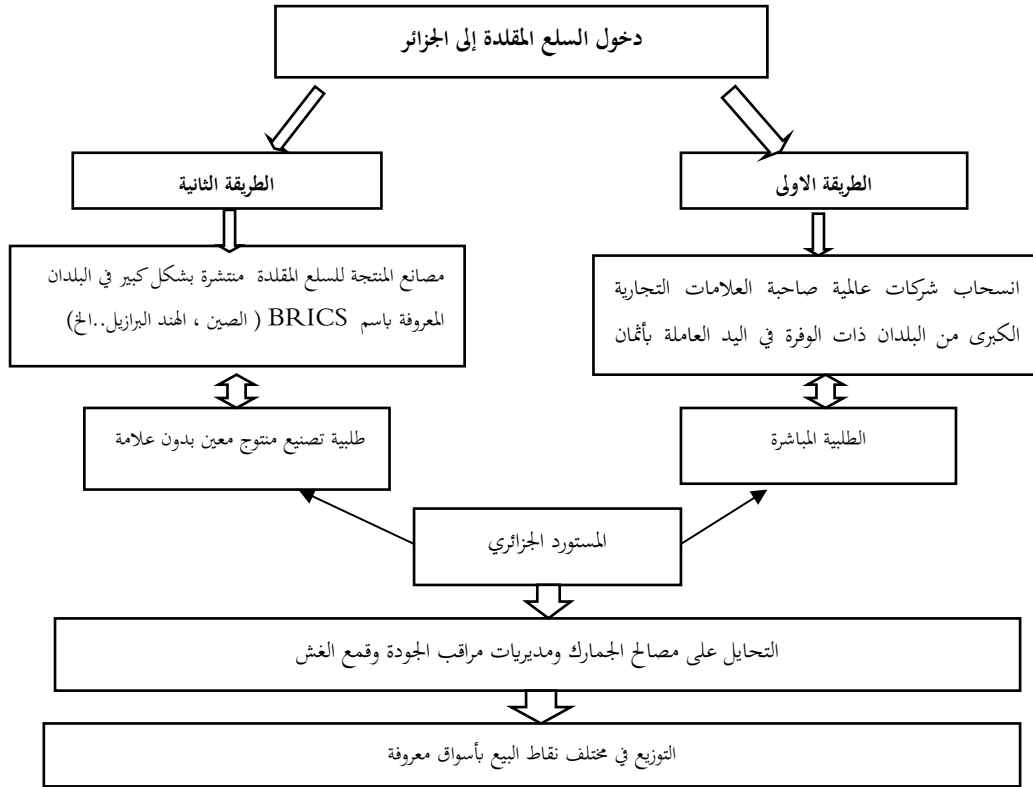 دخول السلع المقلدة إلى الجزائر
الطريقة الاولى
الطريقة الثانية
انسحاب شركات عالمية صاحبة العلامات التجارية
الكبرى من البلدان ذات الوفرة في اليد العاملة بأثمان
مصانع المنتجة للسلع المقلدة منتشرة بشكل كبير في البلدان
المعروفة باسم BRICS ( الصين ، الهند البرازيل..الخ)
الطلبية المباشرة
طلبية تصنيع منتوج معين بدون علامة
المستورد الجزائري
التحايل على مصالح الجمارك ومديريات مراقب الجودة وقمع الغش
التوزيع في مختلف نقاط البيع بأسواق معروفة